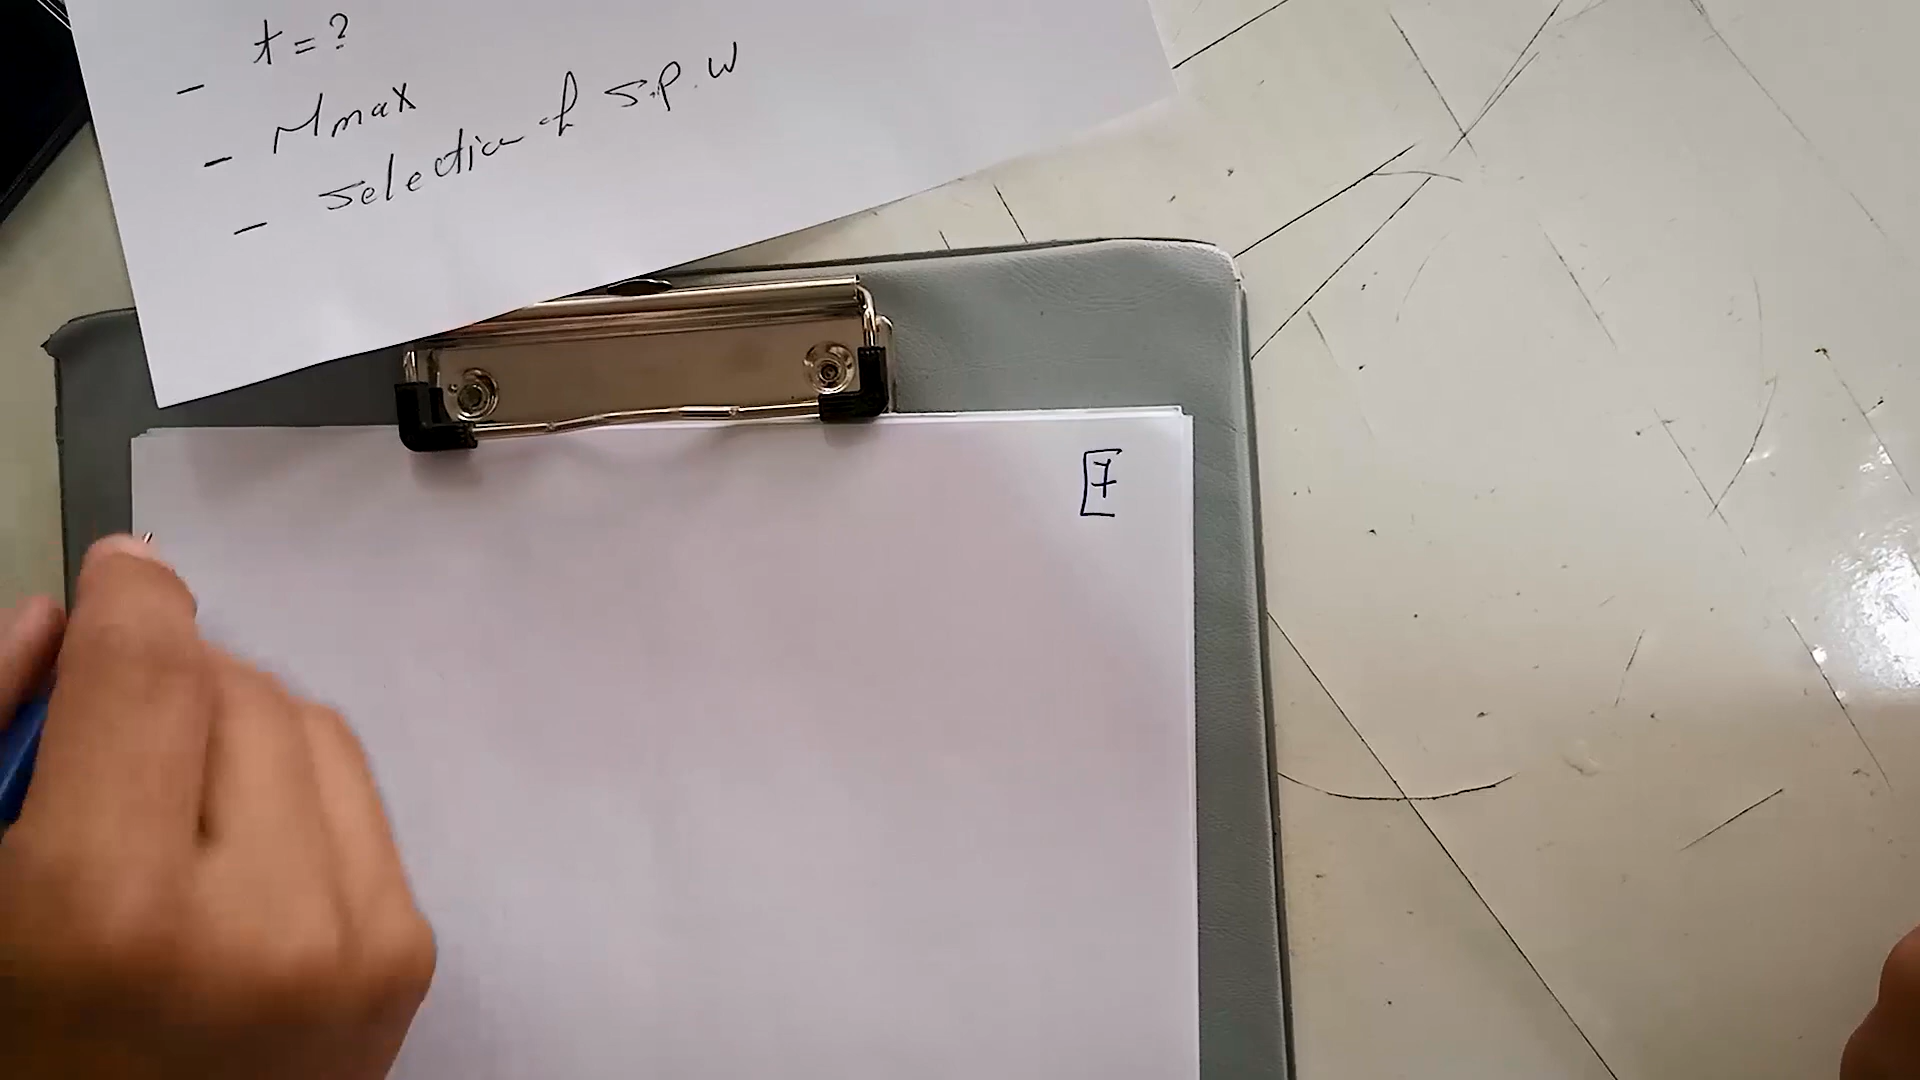 - t = ?
- Mmax
- selection of S.P.W
7